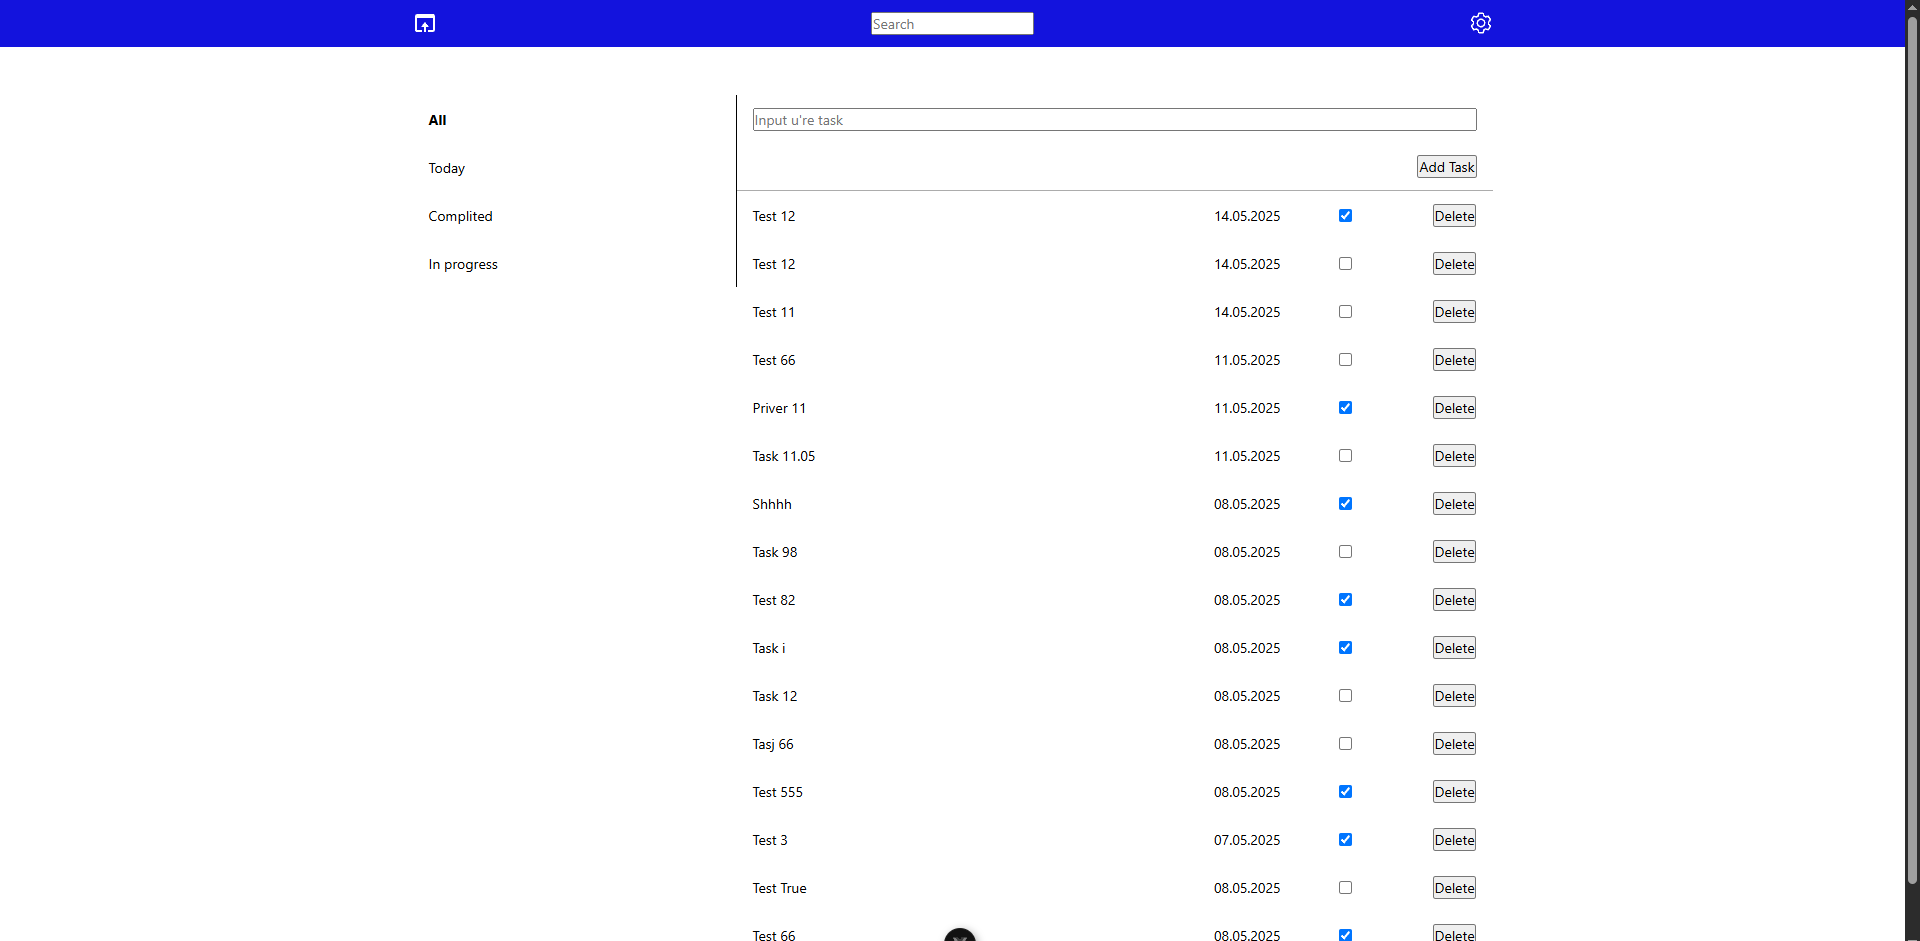 Search
All
Input u're task
Today
Add Task
Complited
Test 12 14.05.2025 Delete
In progress
Test 12 14.05.2025 Delete
Test 11 14.05.2025 Delete
Test 66 11.05.2025 Delete
Priver 11 11.05.2025 Delete
Task 11.05 11.05.2025 Delete
Shhhh 08.05.2025 Delete
Task 98 08.05.2025 Delete
Test 82 08.05.2025 Delete
Task i 08.05.2025 Delete
Task 12 08.05.2025 Delete
Tasj 66 08.05.2025 Delete
Test 555 08.05.2025 Delete
Test 3 07.05.2025 Delete
Test True 08.05.2025 Delete
Test 66 08.05.2025 Delete